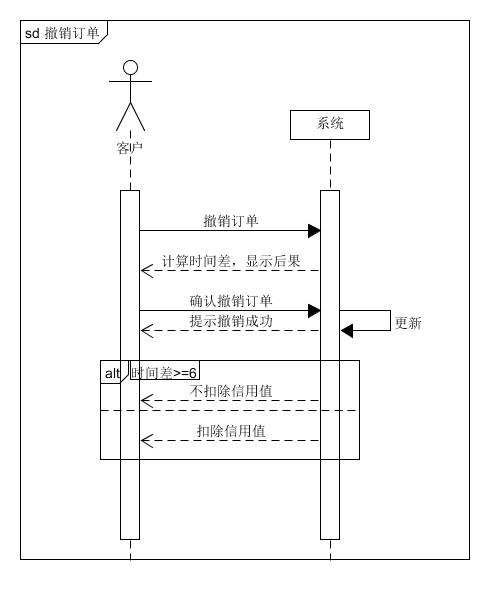 sd 撤销订单
系统
客户
撤销订单
计算时间差，显示后果
确认撤销订单
提示撤销成功
更新
alt
时间差>=6
不扣除信用值
扣除信用值